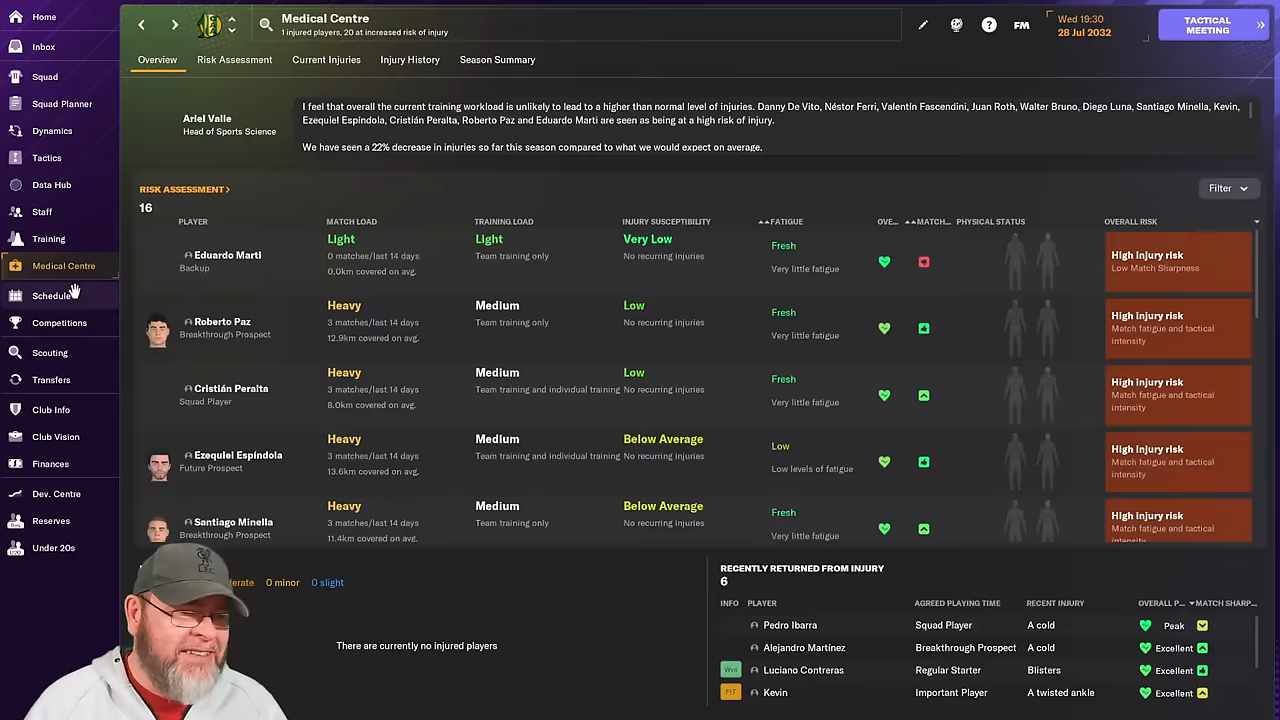 Home
Inbox
Squad
Squad Planner
Dynamics
Tactics
Data Hub
Staff
Training
Medical Centre
Schedule
Competitions
Scouting
Transfers
Club Info
Club Vision
Finances
Dev. Centre
Reserves
Under 20s
Medical Centre
1 injured players, 20 at increased risk of injury
FM
Wed 19:30
28 Jul 2032
TACTICAL
MEETING
Overview
Risk Assessment
Current Injuries
Injury History
Season Summary
Ariel Valle
Head of Sports Science
I feel that overall the current training workload is unlikely to lead to a higher than normal level of injuries. Danny De Vito, Néstor Ferri, Valentín Fascendini, Juan Roth, Walter Bruno, Diego Luna, Santiago Minella, Kevin,
Ezequiel Espíndola, Cristián Peralta, Roberto Paz and Eduardo Marti are seen as being at a high risk of injury.
We have seen a 22% decrease in injuries so far this season compared to what we would expect on average.
RISK ASSESSMENT >
16
Filter
PLAYER MATCH LOAD TRAINING LOAD INJURY SUSCEPTIBILITY FATIGUE OVE... MATCH... PHYSICAL STATUS OVERALL RISK
Eduardo Marti
Backup
Light
0 matches/last 14 days
0.0km covered on avg.
Light
Team training only
Very Low
No recurring injuries
Fresh
Very little fatigue
High injury risk
Low Match Sharpness
Roberto Paz
Breakthrough Prospect
Heavy
3 matches/last 14 days
12.9km covered on avg.
Medium
Team training only
Low
No recurring injuries
Fresh
Very little fatigue
High injury risk
Match fatigue and tactical
intensity
Cristián Peralta
Squad Player
Heavy
3 matches/last 14 days
8.0km covered on avg.
Medium
Team training and individual training
Low
No recurring injuries
Fresh
Very little fatigue
High injury risk
Match fatigue and tactical
intensity
Ezequiel Espíndola
Future Prospect
Heavy
3 matches/last 14 days
13.6km covered on avg.
Medium
Team training and individual training
Below Average
No recurring injuries
Low
Low levels of fatigue
High injury risk
Match fatigue and tactical
intensity
Santiago Minella
Breakthrough Prospect
Heavy
3 matches/last 14 days
11.4km covered on avg.
Medium
Team training only
Below Average
No recurring injuries
Fresh
Very little fatigue
High injury risk
Match fatigue and tactical
intensity
0 minor
0 slight
There are currently no injured players
RECENTLY RETURNED FROM INJURY
6
INFO PLAYER AGREED PLAYING TIME RECENT INJURY OVERALL P... MATCH SHARP...
Pedro Ibarra Squad Player A cold Peak
Alejandro Martínez Breakthrough Prospect A cold Excellent
Wnt Luciano Contreras Regular Starter Blisters Excellent
Kevin Important Player A twisted ankle Excellent